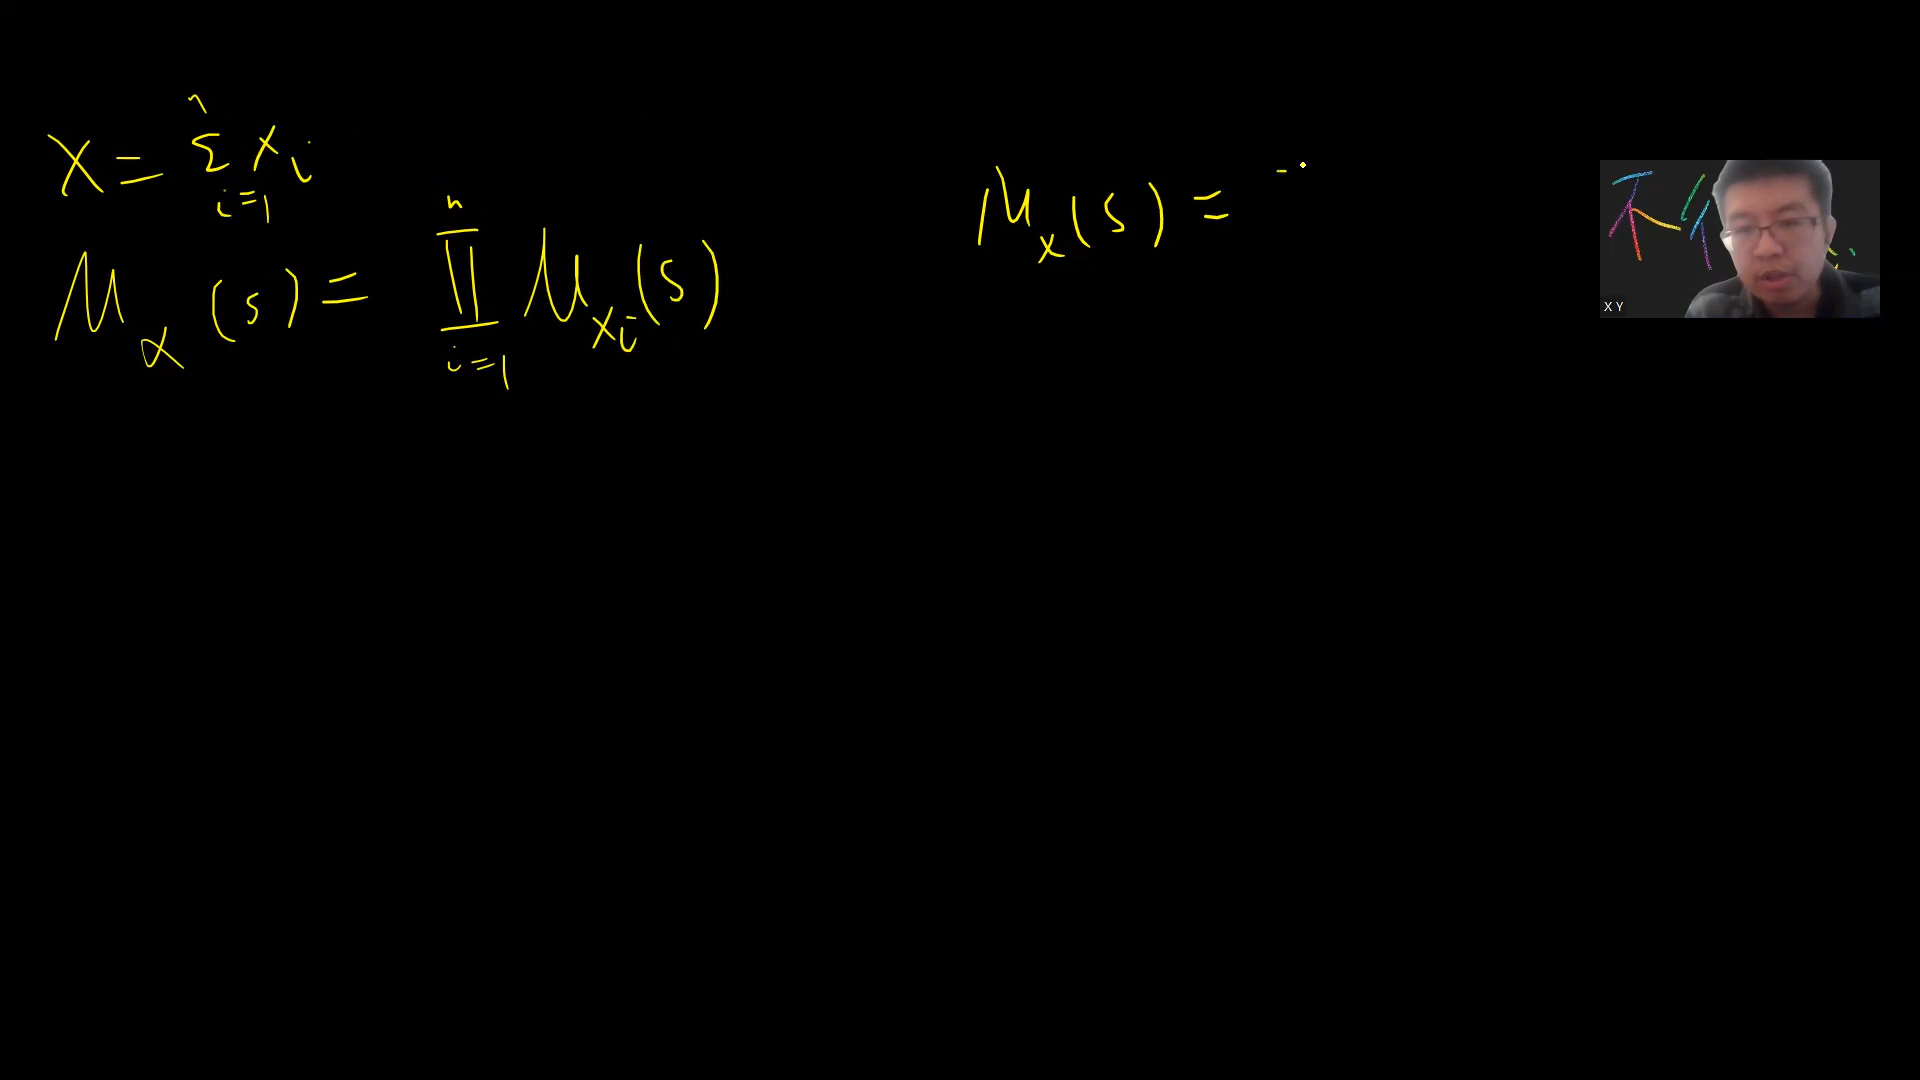 X = Σ_{i=1}^{n} x_i
M_x(s) = ∏_{i=1}^{n} M_{x_i}(s)
M_x(s) =
X Y